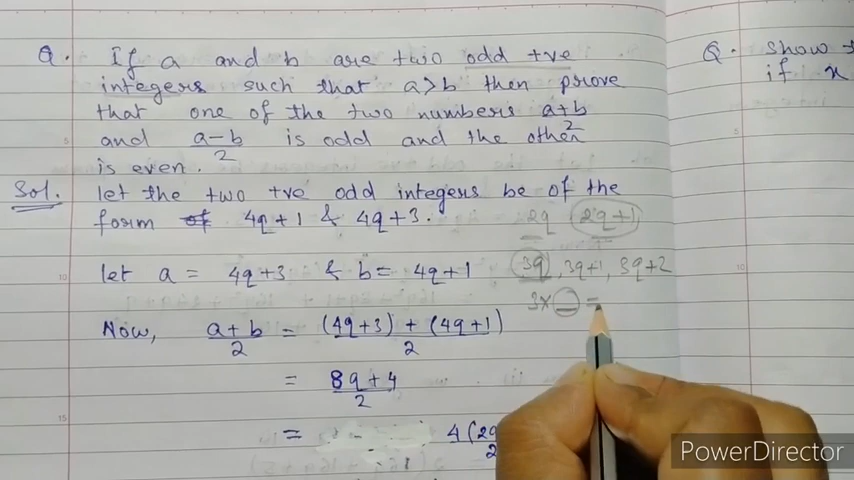 Q. If a and b are two odd +ve
integers such that a>b then prove
that one of the two numbers a+b/2
and a-b/2 is odd and the other
is even.
Sol. let the two +ve odd integers be of the
form of 4q+1 & 4q+3.
2q 2q+1
let a = 4q+3 & b = 4q+1
3q, 3q+1, 3q+2
3x_=
Now, a+b/2 = (4q+3) + (4q+1)/2
= 8q+4/2
= 4(2q/2
Q. Show
if x
PowerDirector